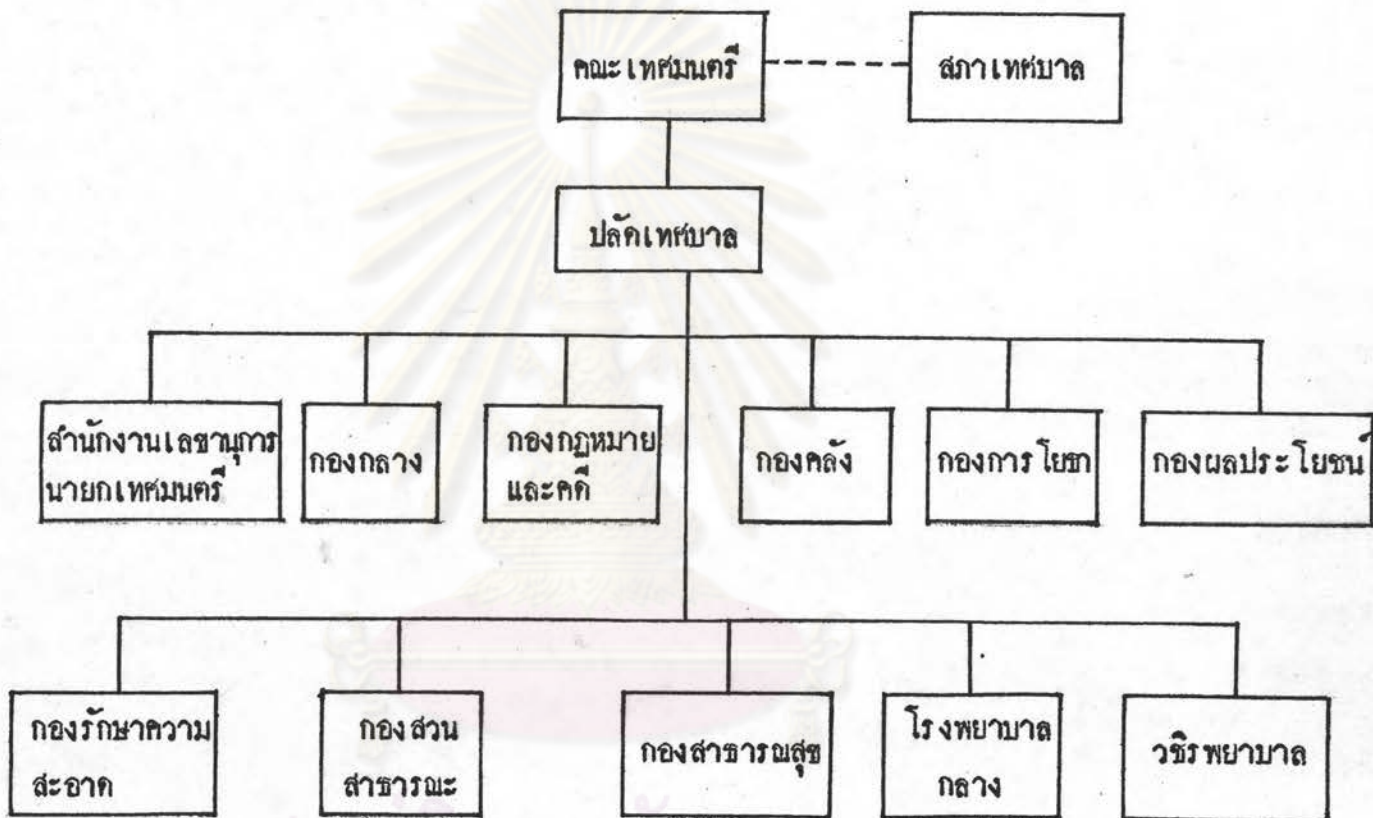 คณะเทศมนตรี
สภาเทศบาล
ปลัดเทศบาล
สำนักงานเลขานุการ
นายกเทศมนตรี
กองกลาง
กองกฎหมาย
และคดี
กองคลัง
กองการโยธา
กองผลประโยชน์
กองรักษาความ
สะอาด
กองสวน
สาธารณะ
กองสาธารณสุข
โรงพยาบาล
กลาง
วชิรพยาบาล